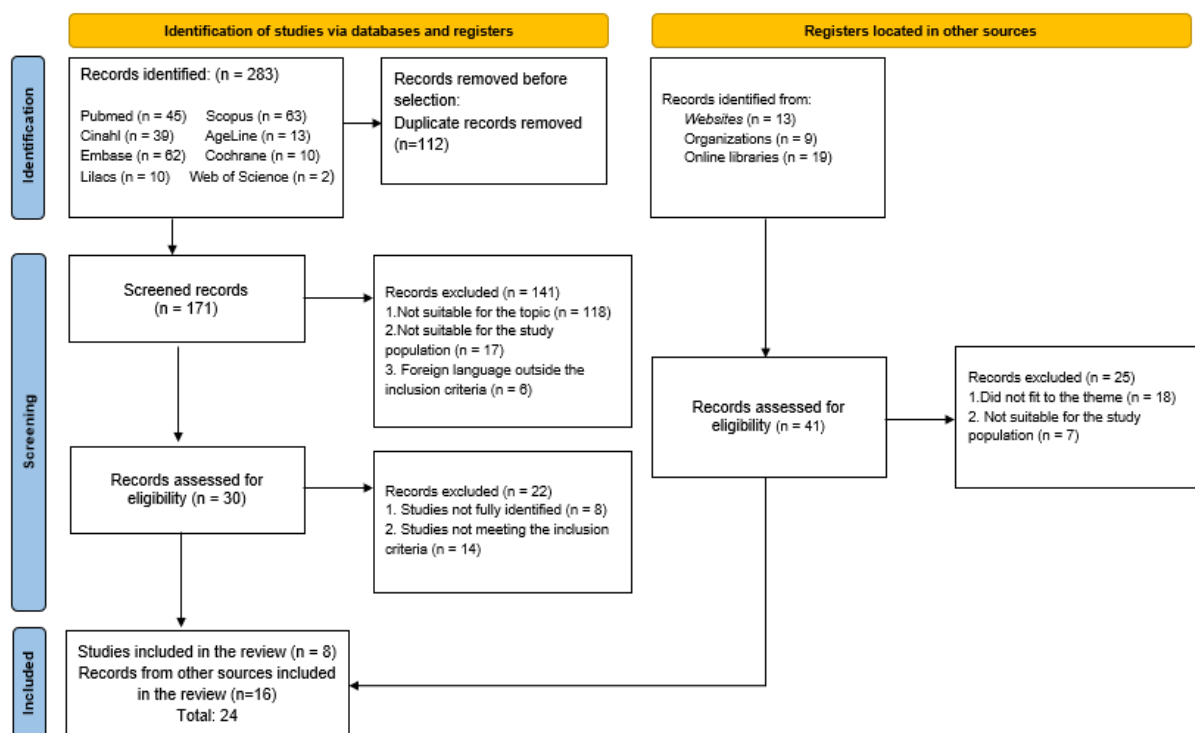 Identification of studies via databases and registers
Registers located in other sources
Identification
Records identified: (n = 283)
Pubmed (n = 45) Scopus (n = 63)
Cinahl (n = 39) AgeLine (n = 13)
Embase (n = 62) Cochrane (n = 10)
Lilacs (n = 10) Web of Science (n = 2)
Records removed before
selection:
Duplicate records removed
(n=112)
Records identified from:
Websites (n = 13)
Organizations (n = 9)
Online libraries (n = 19)
Screening
Screened records
(n = 171)
Records excluded (n = 141)
1.Not suitable for the topic (n = 118)
2.Not suitable for the study
population (n = 17)
3. Foreign language outside the
inclusion criteria (n = 6)
Records assessed for
eligibility (n = 41)
Records excluded (n = 25)
1.Did not fit to the theme (n = 18)
2. Not suitable for the study
population (n = 7)
Records assessed for
eligibility (n = 30)
Records excluded (n = 22)
1. Studies not fully identified (n = 8)
2. Studies not meeting the inclusion
criteria (n = 14)
Included
Studies included in the review (n = 8)
Records from other sources included
in the review (n=16)
Total: 24